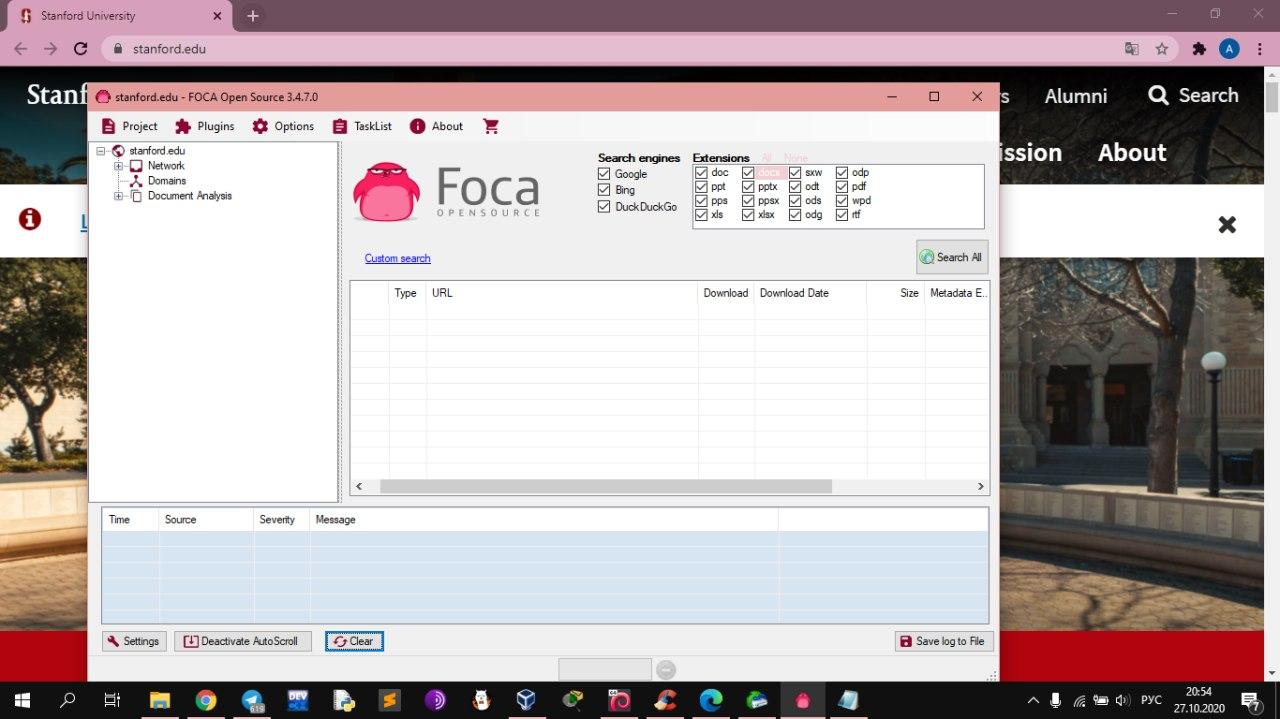 Stanford University
stanford.edu
A
Stanf
rs
Alumni
Search
ission
About
L
stanford.edu - FOCA Open Source 3.4.7.0
Project
Plugins
Options
TaskList
About
stanford.edu
Network
Domains
Document Analysis
Foca
OPENSOURCE
Search engines
Google
Bing
DuckDuckGo
Extensions
All
None
doc
docx
sxw
odp
ppt
pptx
odt
pdf
pps
ppsx
ods
wpd
xls
xlsx
odg
rtf
Custom search
Search All
Type
URL
Download
Download Date
Size
Metadata E..
Time
Source
Severity
Message
Settings
Deactivate AutoScroll
Clear
Save log to File
619
DEV
РУС
20:54
27.10.2020
7